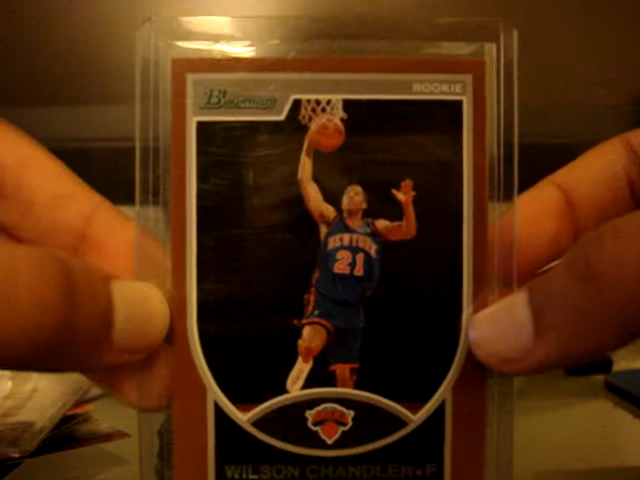 Bowman
ROOKIE
NEW YORK
21
WILSON CHANDLER • F